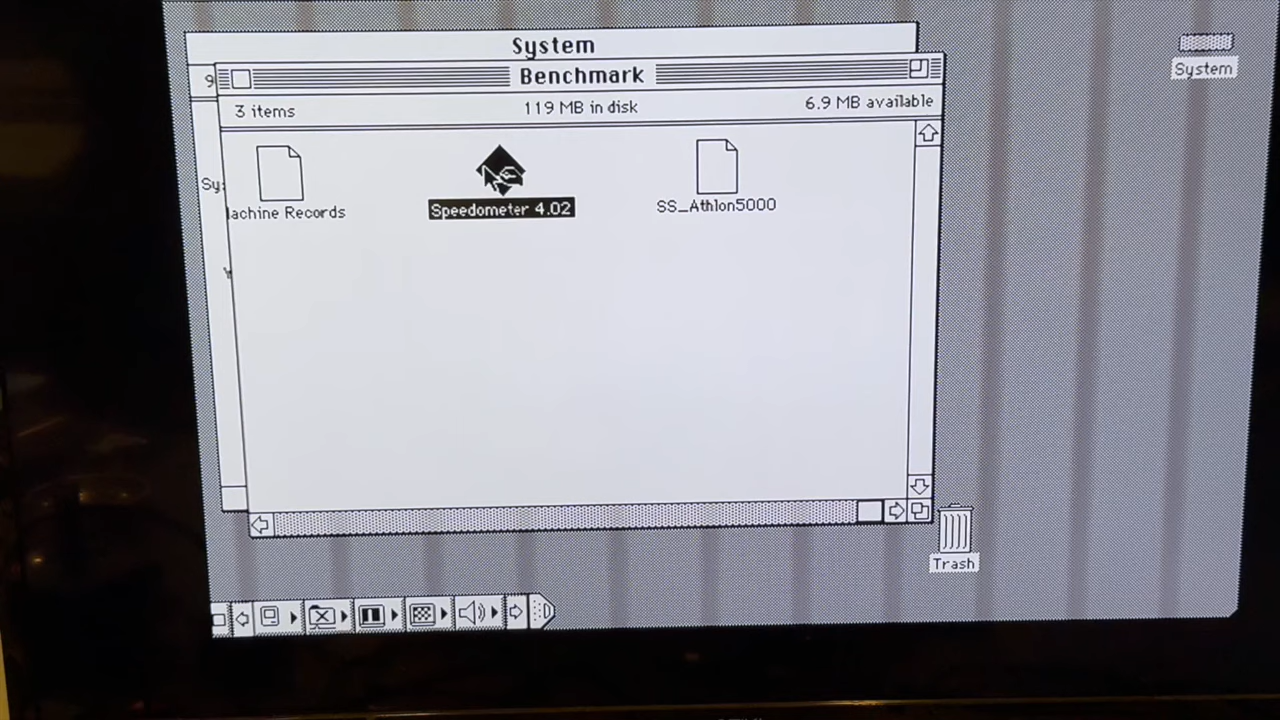 System
System
Benchmark
3 items
119 MB in disk
6.9 MB available
achine Records
Speedometer 4.02
SS_Athlon5000
Trash